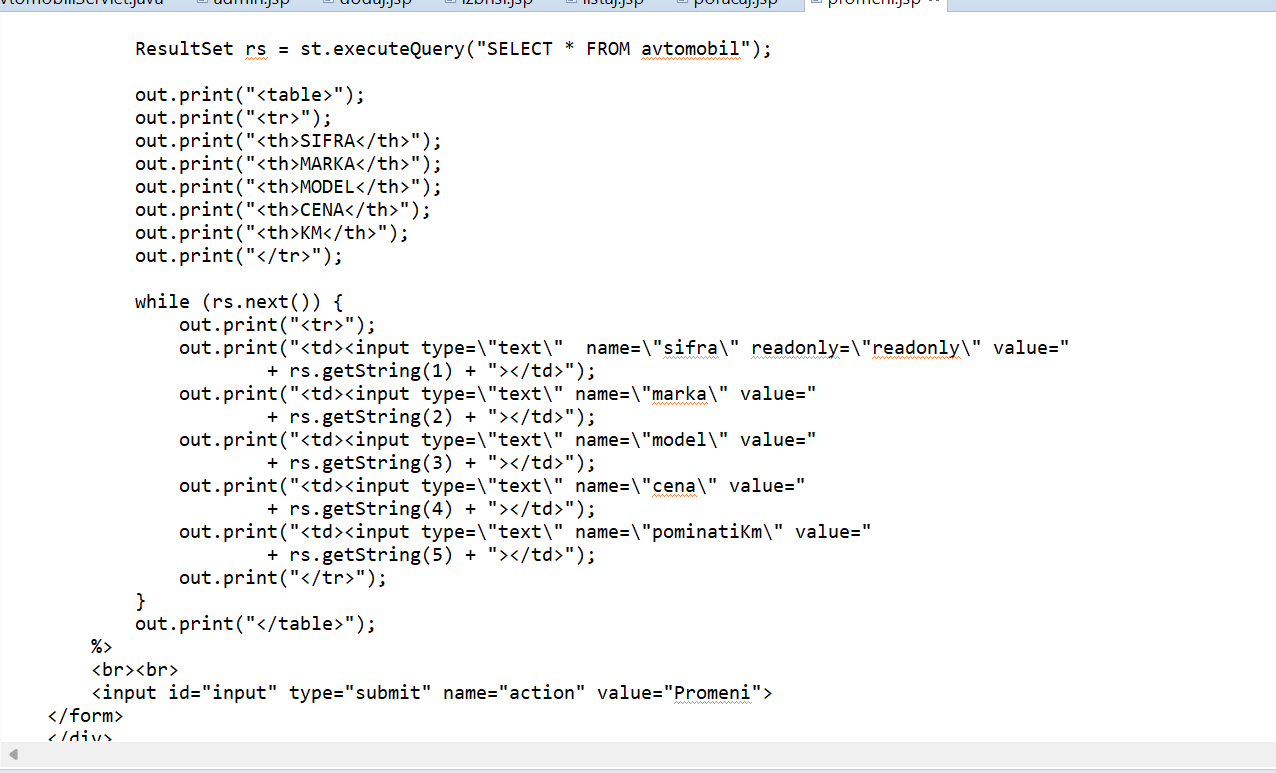 avtomobiliServlet.java admin.jsp dodaj.jsp izbrisi.jsp listaj.jsp poracaj.jsp promeni.jsp
ResultSet rs = st.executeQuery("SELECT * FROM avtomobil");
out.print("<table>");
out.print("<tr>");
out.print("<th>SIFRA</th>");
out.print("<th>MARKA</th>");
out.print("<th>MODEL</th>");
out.print("<th>CENA</th>");
out.print("<th>KM</th>");
out.print("</tr>");
while (rs.next()) {
out.print("<tr>");
out.print("<td><input type=\"text\"  name=\"sifra\" readonly=\"readonly\" value="
+ rs.getString(1) + "></td>");
out.print("<td><input type=\"text\" name=\"marka\" value="
+ rs.getString(2) + "></td>");
out.print("<td><input type=\"text\" name=\"model\" value="
+ rs.getString(3) + "></td>");
out.print("<td><input type=\"text\" name=\"cena\" value="
+ rs.getString(4) + "></td>");
out.print("<td><input type=\"text\" name=\"pominatiKm\" value="
+ rs.getString(5) + "></td>");
out.print("</tr>");
}
out.print("</table>");
%>
<br><br>
<input id="input" type="submit" name="action" value="Promeni">
</form>
</div>